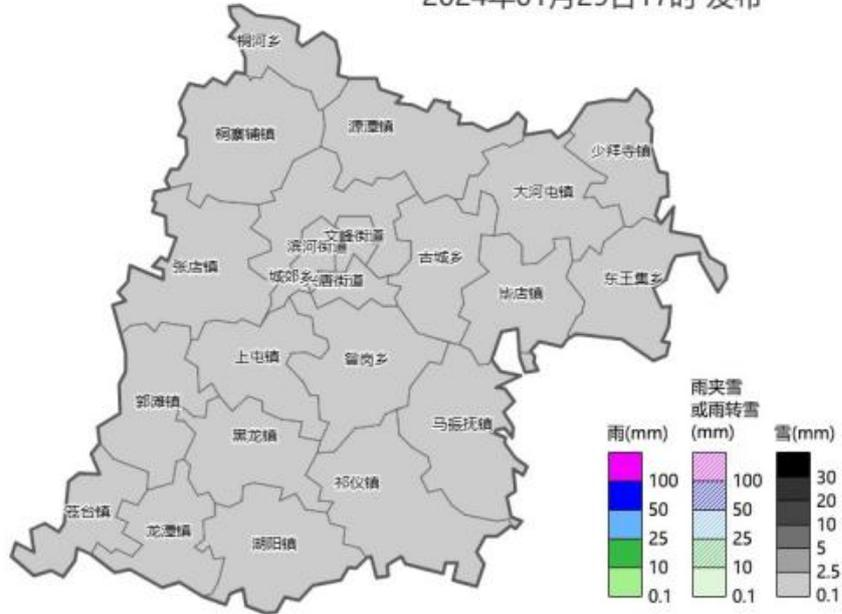 2024年01月29日17时 发布
桐河乡
桐寨铺镇
源潭镇
少拜寺镇
大河屯镇
文峰街道
滨河街道
古城乡
张店镇
城郊乡
兴唐街道
毕店镇
东王集乡
上屯镇
昝岗乡
郭滩镇
马振抚镇
黑龙镇
祁仪镇
苍台镇
龙潭镇
湖阳镇
雨(mm)
100
50
25
10
0.1
雨夹雪
或雨转雪
(mm)
100
50
25
10
0.1
雪(mm)
30
20
10
5
2.5
0.1